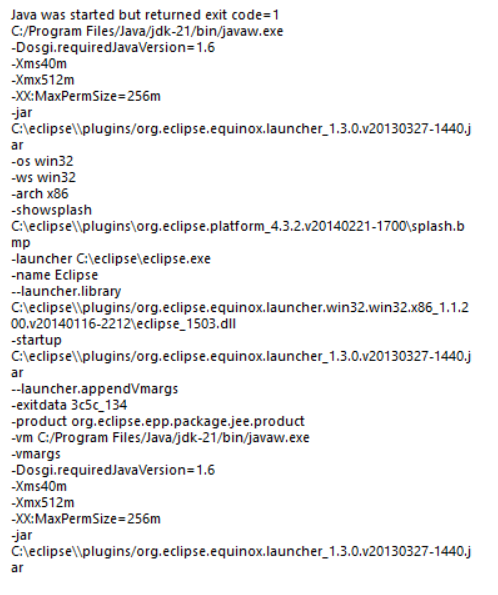 Java was started but returned exit code=1
C:/Program Files/Java/jdk-21/bin/javaw.exe
-Dosgi.requiredJavaVersion=1.6
-Xms40m
-Xmx512m
-XX:MaxPermSize=256m
-jar
C:\eclipse\\plugins/org.eclipse.equinox.launcher_1.3.0.v20130327-1440.j
ar
-os win32
-ws win32
-arch x86
-showsplash
C:\eclipse\\plugins\org.eclipse.platform_4.3.2.v20140221-1700\splash.b
mp
-launcher C:\eclipse\eclipse.exe
-name Eclipse
--launcher.library
C:\eclipse\\plugins/org.eclipse.equinox.launcher.win32.win32.x86_1.1.2
00.v20140116-2212\eclipse_1503.dll
-startup
C:\eclipse\\plugins/org.eclipse.equinox.launcher_1.3.0.v20130327-1440.j
ar
--launcher.appendVmargs
-exitdata 3c5c_134
-product org.eclipse.epp.package.jee.product
-vm C:/Program Files/Java/jdk-21/bin/javaw.exe
-vmargs
-Dosgi.requiredJavaVersion=1.6
-Xms40m
-Xmx512m
-XX:MaxPermSize=256m
-jar
C:\eclipse\\plugins/org.eclipse.equinox.launcher_1.3.0.v20130327-1440.j
ar